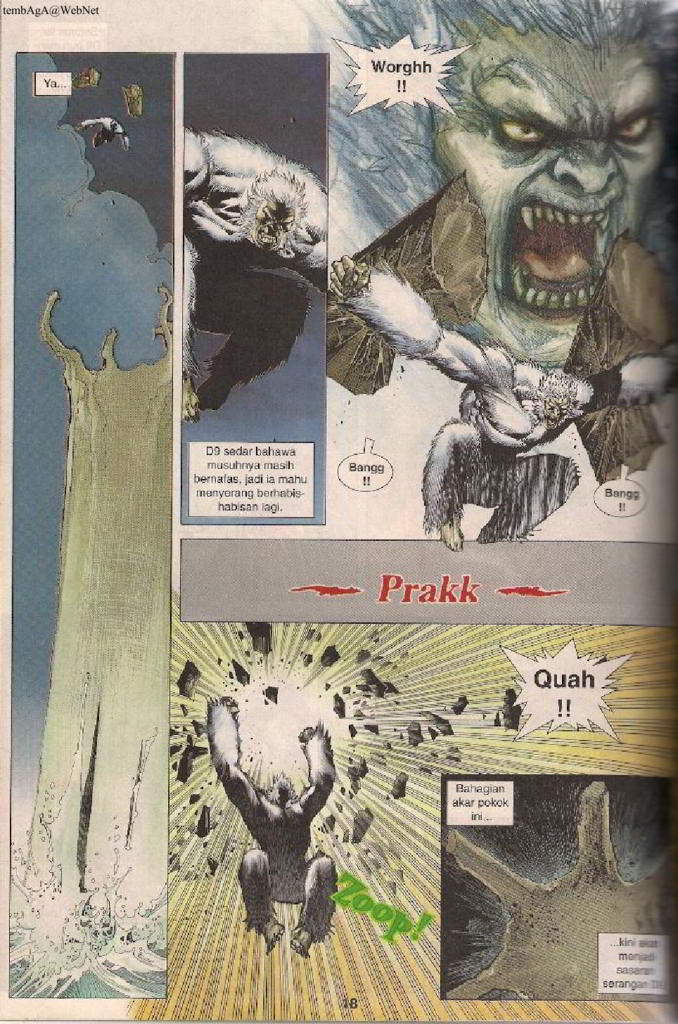 tembAgA@WebNet
Ya...
Worghh
!!
D9 sedar bahawa
musuhnya masih
bernafas, jadi ia mahu
menyerang berhabis-
habisan lagi.
Bangg
!!
Bangg
!!
Prakk
Quah
!!
Zoop!
Bahagian
akar pokok
ini...
...kini akan
menjadi
sasaran
serangan
18